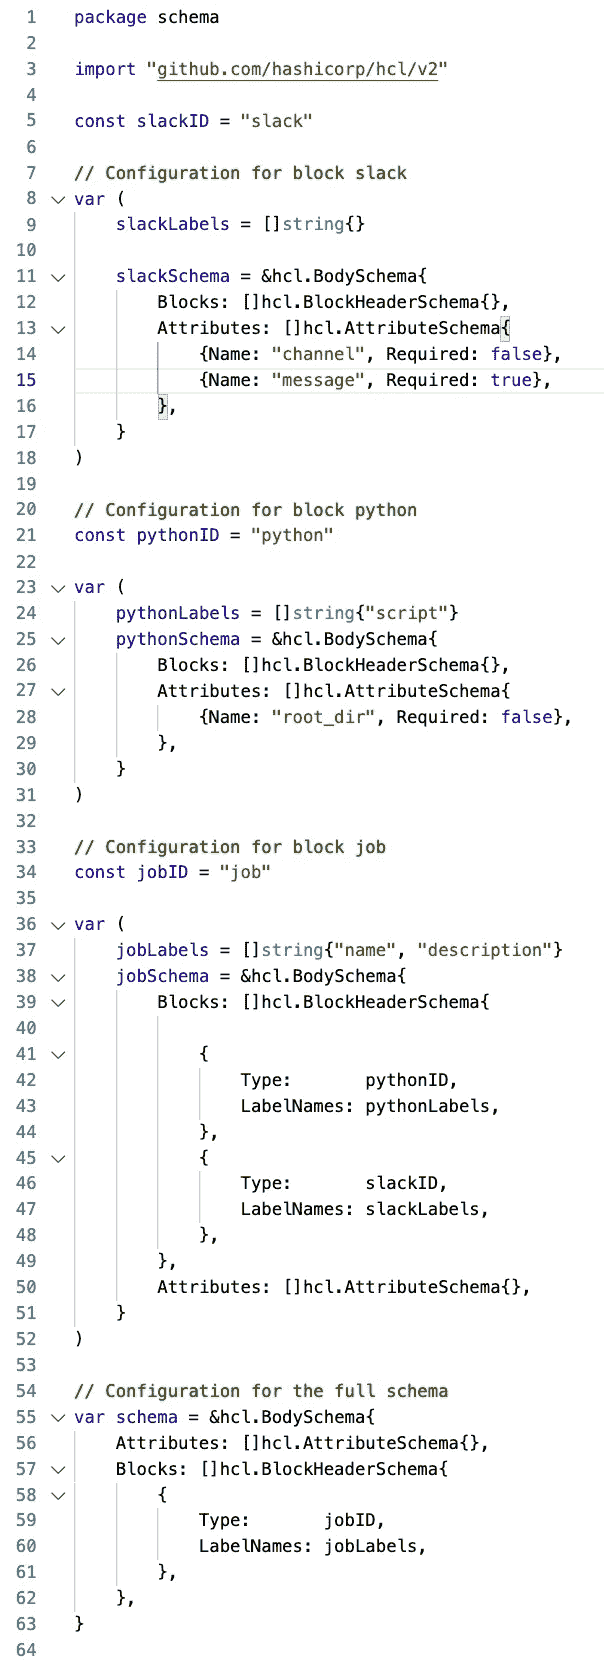 1 package schema
2
3 import "github.com/hashicorp/hcl/v2"
4
5 const slackID = "slack"
6
7 // Configuration for block slack
8 var (
9     slackLabels = []string{}
10
11     slackSchema = &hcl.BodySchema{
12         Blocks: []hcl.BlockHeaderSchema{},
13         Attributes: []hcl.AttributeSchema{
14             {Name: "channel", Required: false},
15             {Name: "message", Required: true},
16         },
17     }
18 )
19
20 // Configuration for block python
21 const pythonID = "python"
22
23 var (
24     pythonLabels = []string{"script"}
25     pythonSchema = &hcl.BodySchema{
26         Blocks: []hcl.BlockHeaderSchema{},
27         Attributes: []hcl.AttributeSchema{
28             {Name: "root_dir", Required: false},
29         },
30     }
31 )
32
33 // Configuration for block job
34 const jobID = "job"
35
36 var (
37     jobLabels = []string{"name", "description"}
38     jobSchema = &hcl.BodySchema{
39         Blocks: []hcl.BlockHeaderSchema{
40
41             {
42                 Type:       pythonID,
43                 LabelNames: pythonLabels,
44             },
45             {
46                 Type:       slackID,
47                 LabelNames: slackLabels,
48             },
49         },
50         Attributes: []hcl.AttributeSchema{},
51     }
52 )
53
54 // Configuration for the full schema
55 var schema = &hcl.BodySchema{
56     Attributes: []hcl.AttributeSchema{},
57     Blocks: []hcl.BlockHeaderSchema{
58         {
59             Type:       jobID,
60             LabelNames: jobLabels,
61         },
62     },
63 }
64